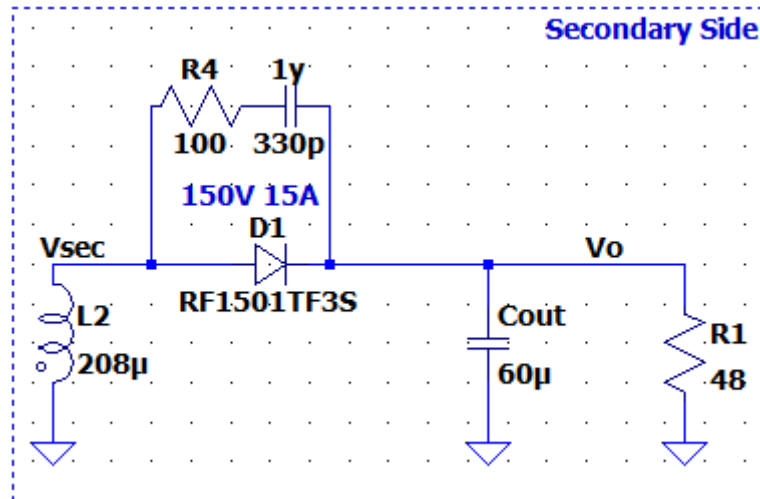 Secondary Side
R4 1y
100 330p
150V 15A
D1
Vsec Vo
RF1501TF3S
L2 Cout R1
208µ 60µ 48